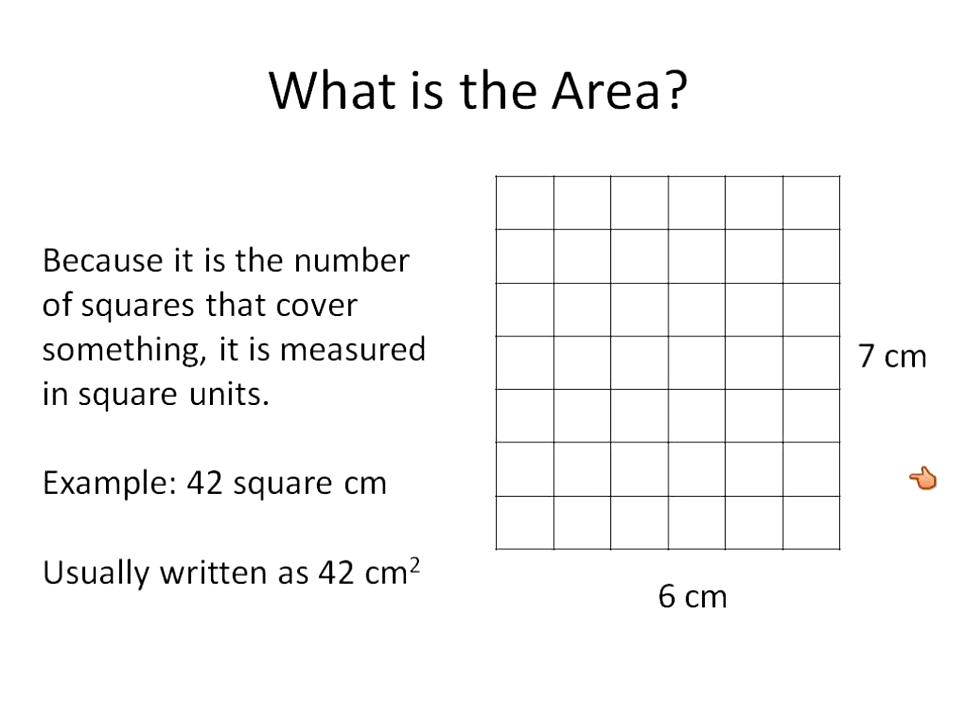 What is the Area?
Because it is the number
of squares that cover
something, it is measured
in square units.
Example: 42 square cm
Usually written as 42 cm²
7 cm
6 cm